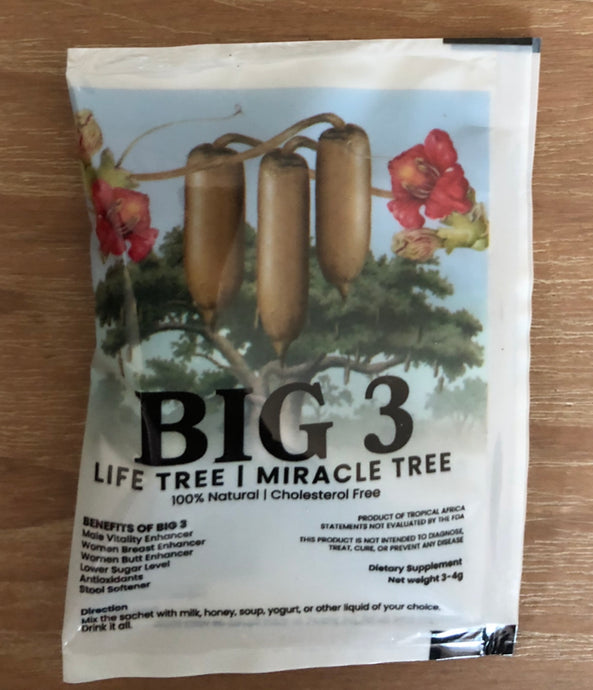 BIG 3
LIFE TREE | MIRACLE TREE
100% Natural | Cholesterol Free
BENEFITS OF BIG 3
Male Vitality Enhancer
Women Breast Enhancer
Women Butt Enhancer
Lower Sugar Level
Antioxidants
Stool Softener
PRODUCT OF TROPICAL AFRICA
STATEMENTS NOT EVALUATED BY THE FDA
THIS PRODUCT IS NOT INTENDED TO DIAGNOSE,
TREAT, CURE, OR PREVENT ANY DISEASE
Dietary Supplement
Net weight 3-4g
Direction
Mix the sachet with milk, honey, soup, yogurt, or other liquid of your choice.
Drink it all.